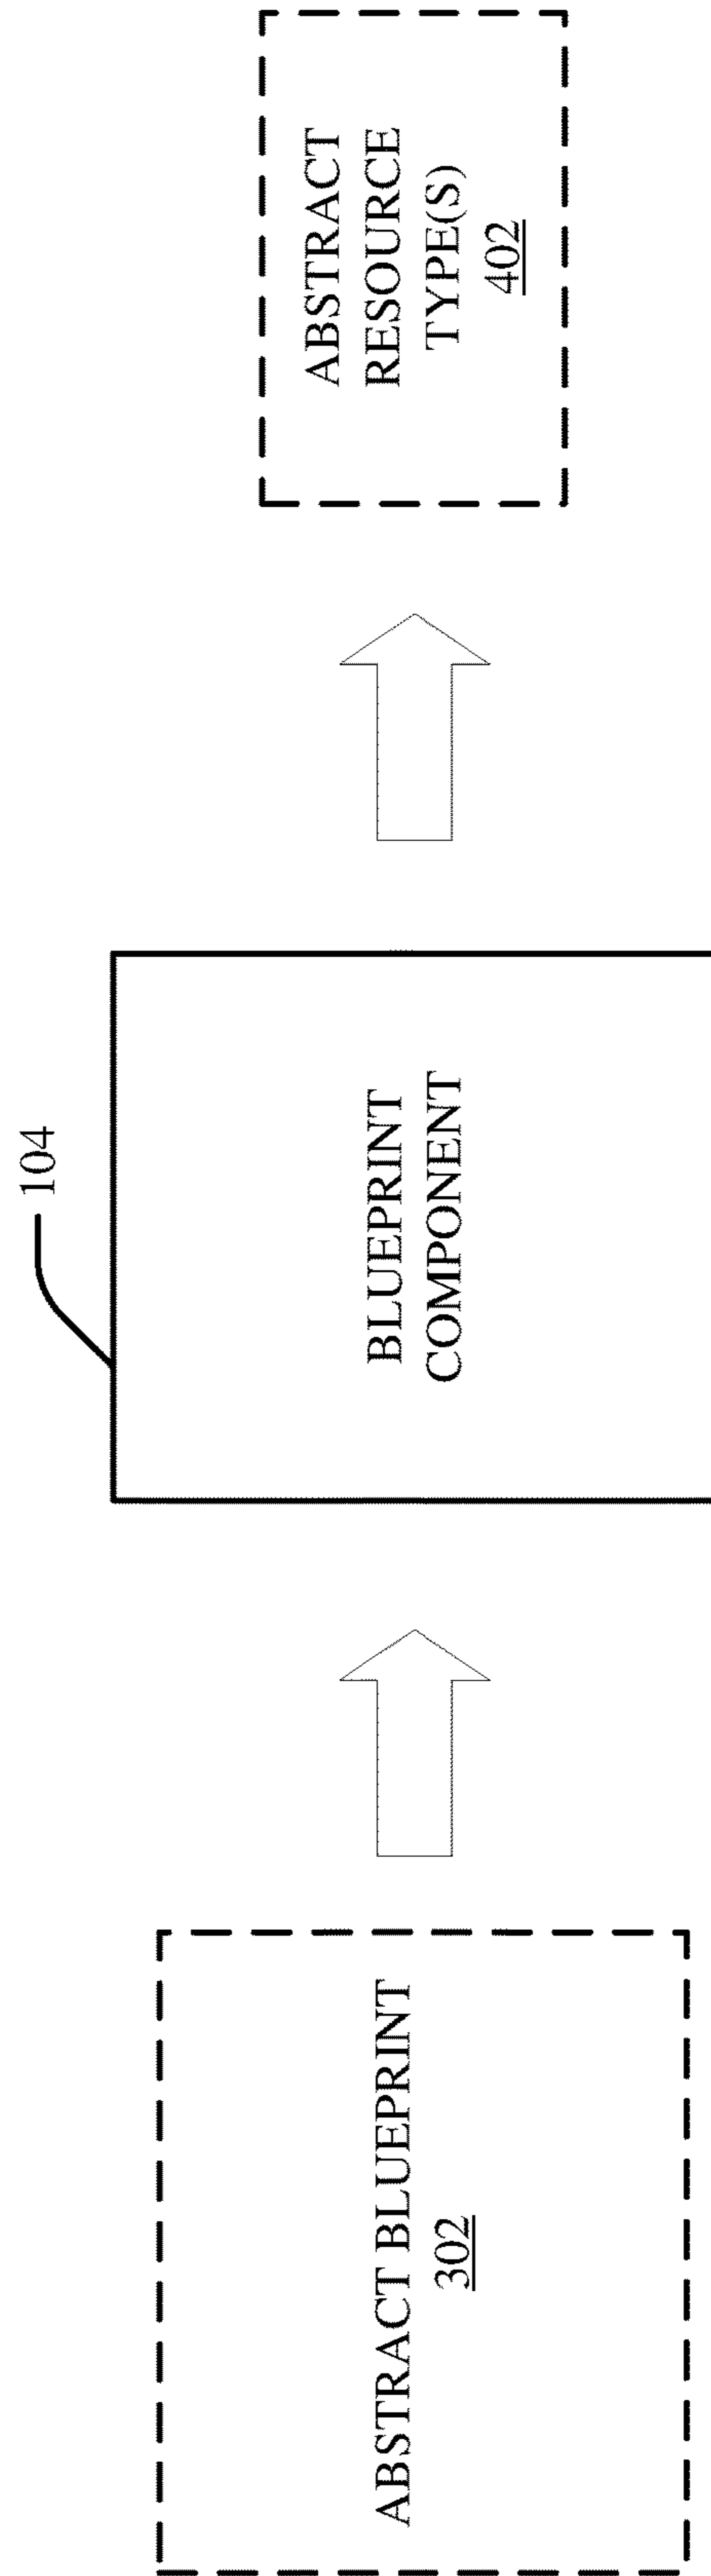 ABSTRACT BLUEPRINT
302
104
BLUEPRINT
COMPONENT
ABSTRACT
RESOURCE
TYPE(S)
402